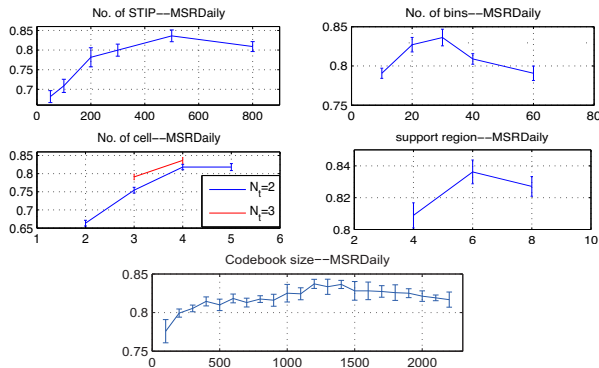 No. of STIP--MSRDaily
0.85
0.8
0.7
0 200 400 600 800
No. of bins--MSRDaily
0.85
0.8
0.75
0 20 40 60 80
No. of cell--MSRDaily
0.85
0.8
0.75
0.7
0.65
1 2 3 4 5 6
N_t=2
N_t=3
support region--MSRDaily
0.84
0.82
0.8
2 4 6 8 10
Codebook size--MSRDaily
0.85
0.8
0.75
0 500 1000 1500 2000